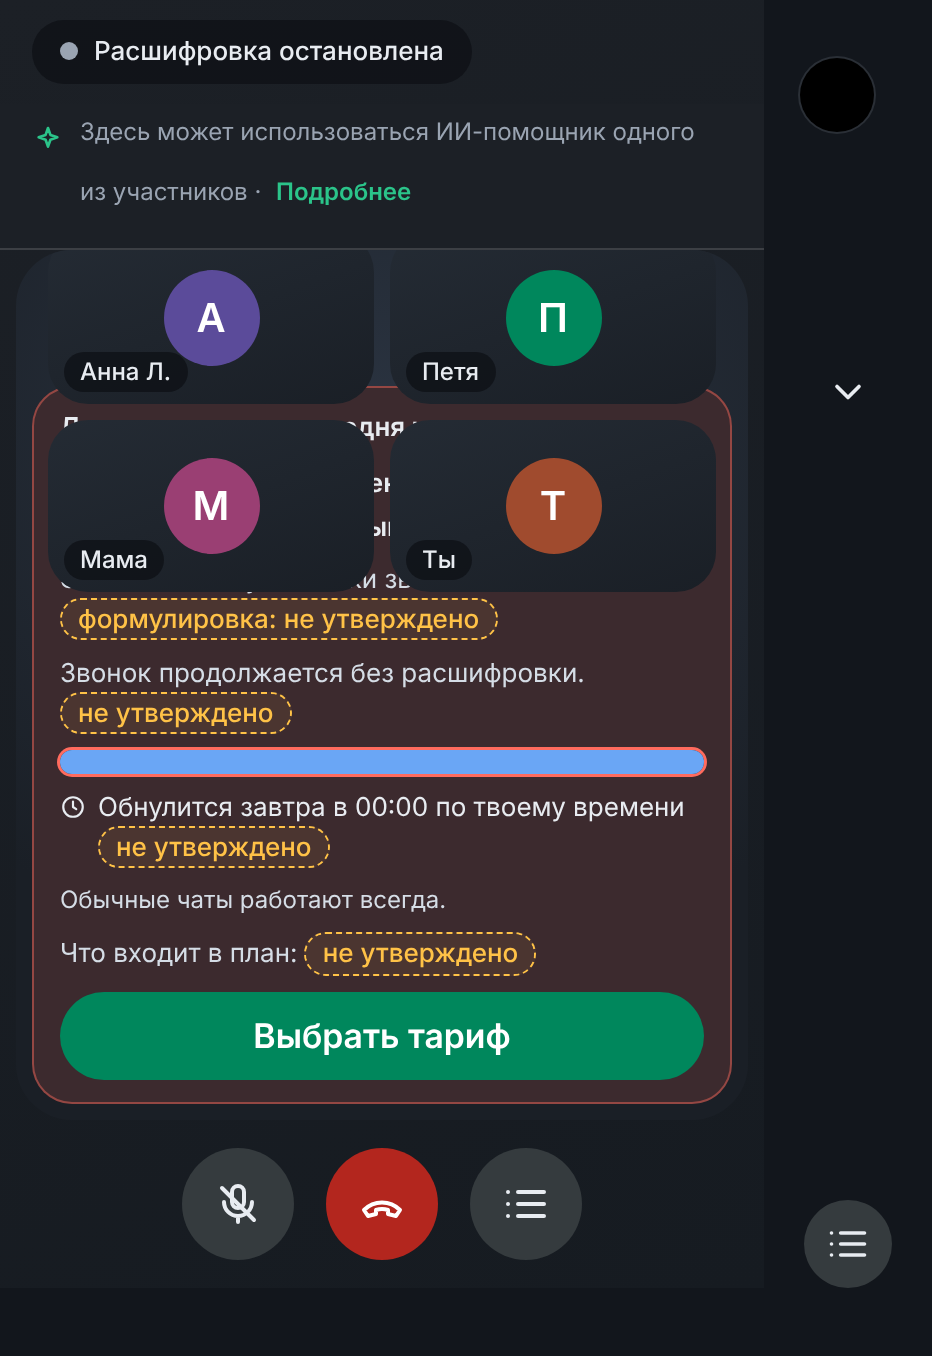 Расшифровка остановлена
Здесь может использоваться ИИ-помощник одного
из участников · Подробнее
А
П
Анна Л.
Петя
М
Т
Мама
Ты
формулировка: не утверждено
Звонок продолжается без расшифровки.
не утверждено
Обнулится завтра в 00:00 по твоему времени
не утверждено
Обычные чаты работают всегда.
Что входит в план: не утверждено
Выбрать тариф